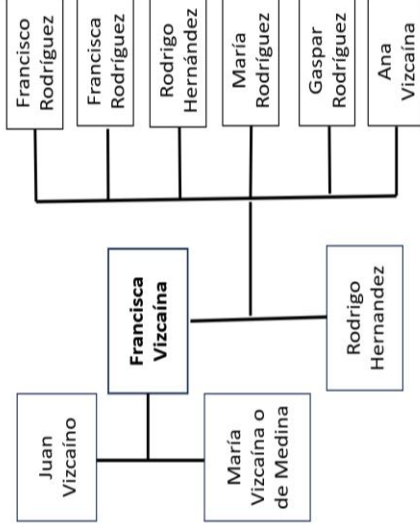 Juan
Vizcaíno
María
Vizcaína o
de Medina
Francisca
Vizcaína
Rodrigo
Hernandez
Francisco
Rodríguez
Francisca
Rodríguez
Rodrigo
Hernández
María
Rodríguez
Gaspar
Rodríguez
Ana
Vizcaína